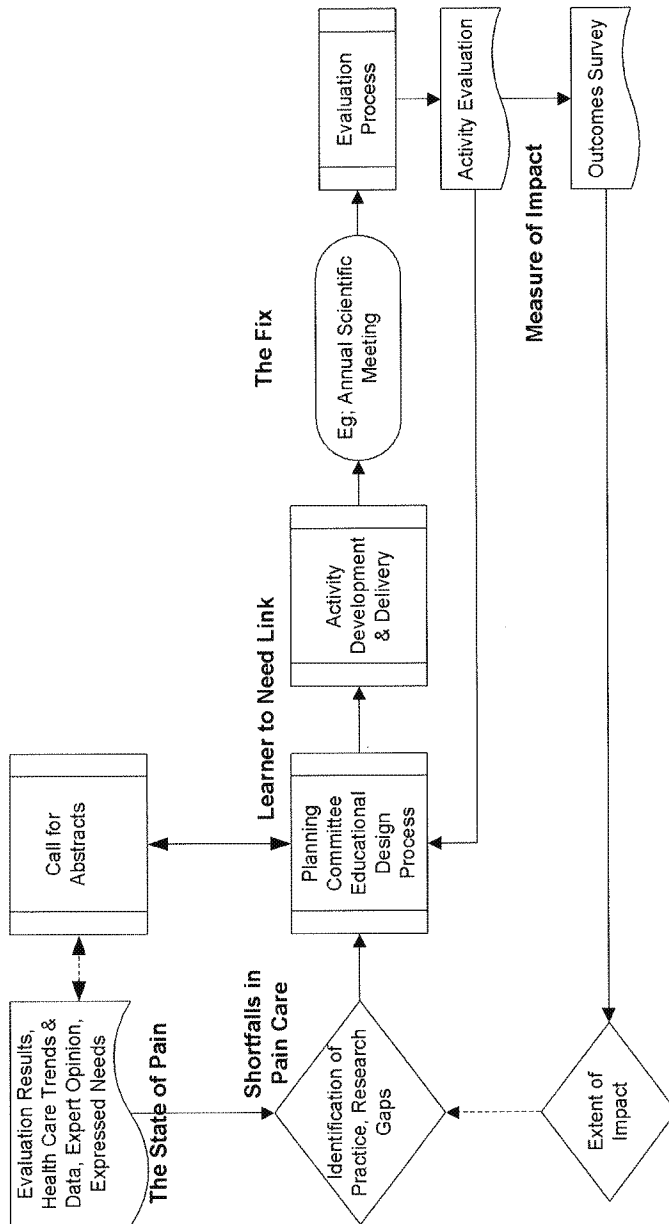 Evaluation Results,
Health Care Trends &
Data, Expert Opinion,
Expressed Needs
The State of Pain
Call for
Abstracts
Shortfalls in
Pain Care
Identification of
Practice, Research
Gaps
Learner to Need Link
Planning
Committee
Educational
Design
Process
Activity
Development
& Delivery
The Fix
Eg; Annual Scientific
Meeting
Evaluation
Process
Activity Evaluation
Measure of Impact
Outcomes Survey
Extent of
Impact